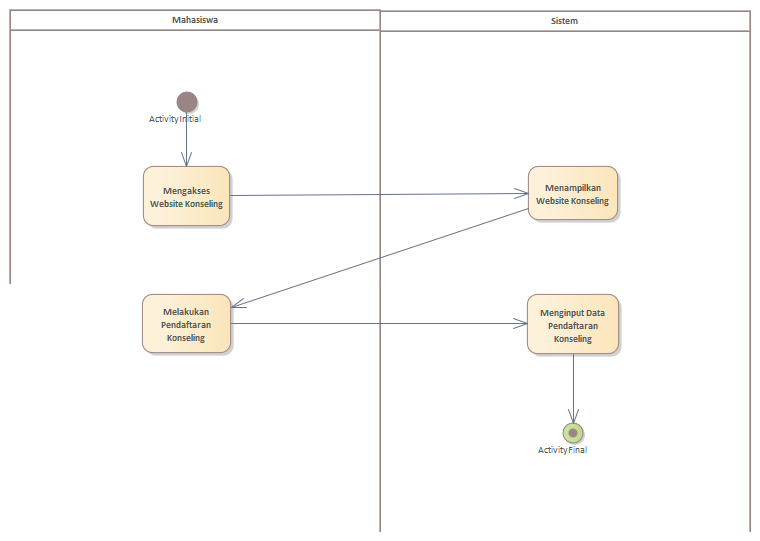 Mahasiswa
Sistem
ActivityInitial
Mengakses
Website Konseling
Menampilkan
Website Konseling
Melakukan
Pendaftaran
Konseling
Menginput Data
Pendaftaran
Konseling
ActivityFinal